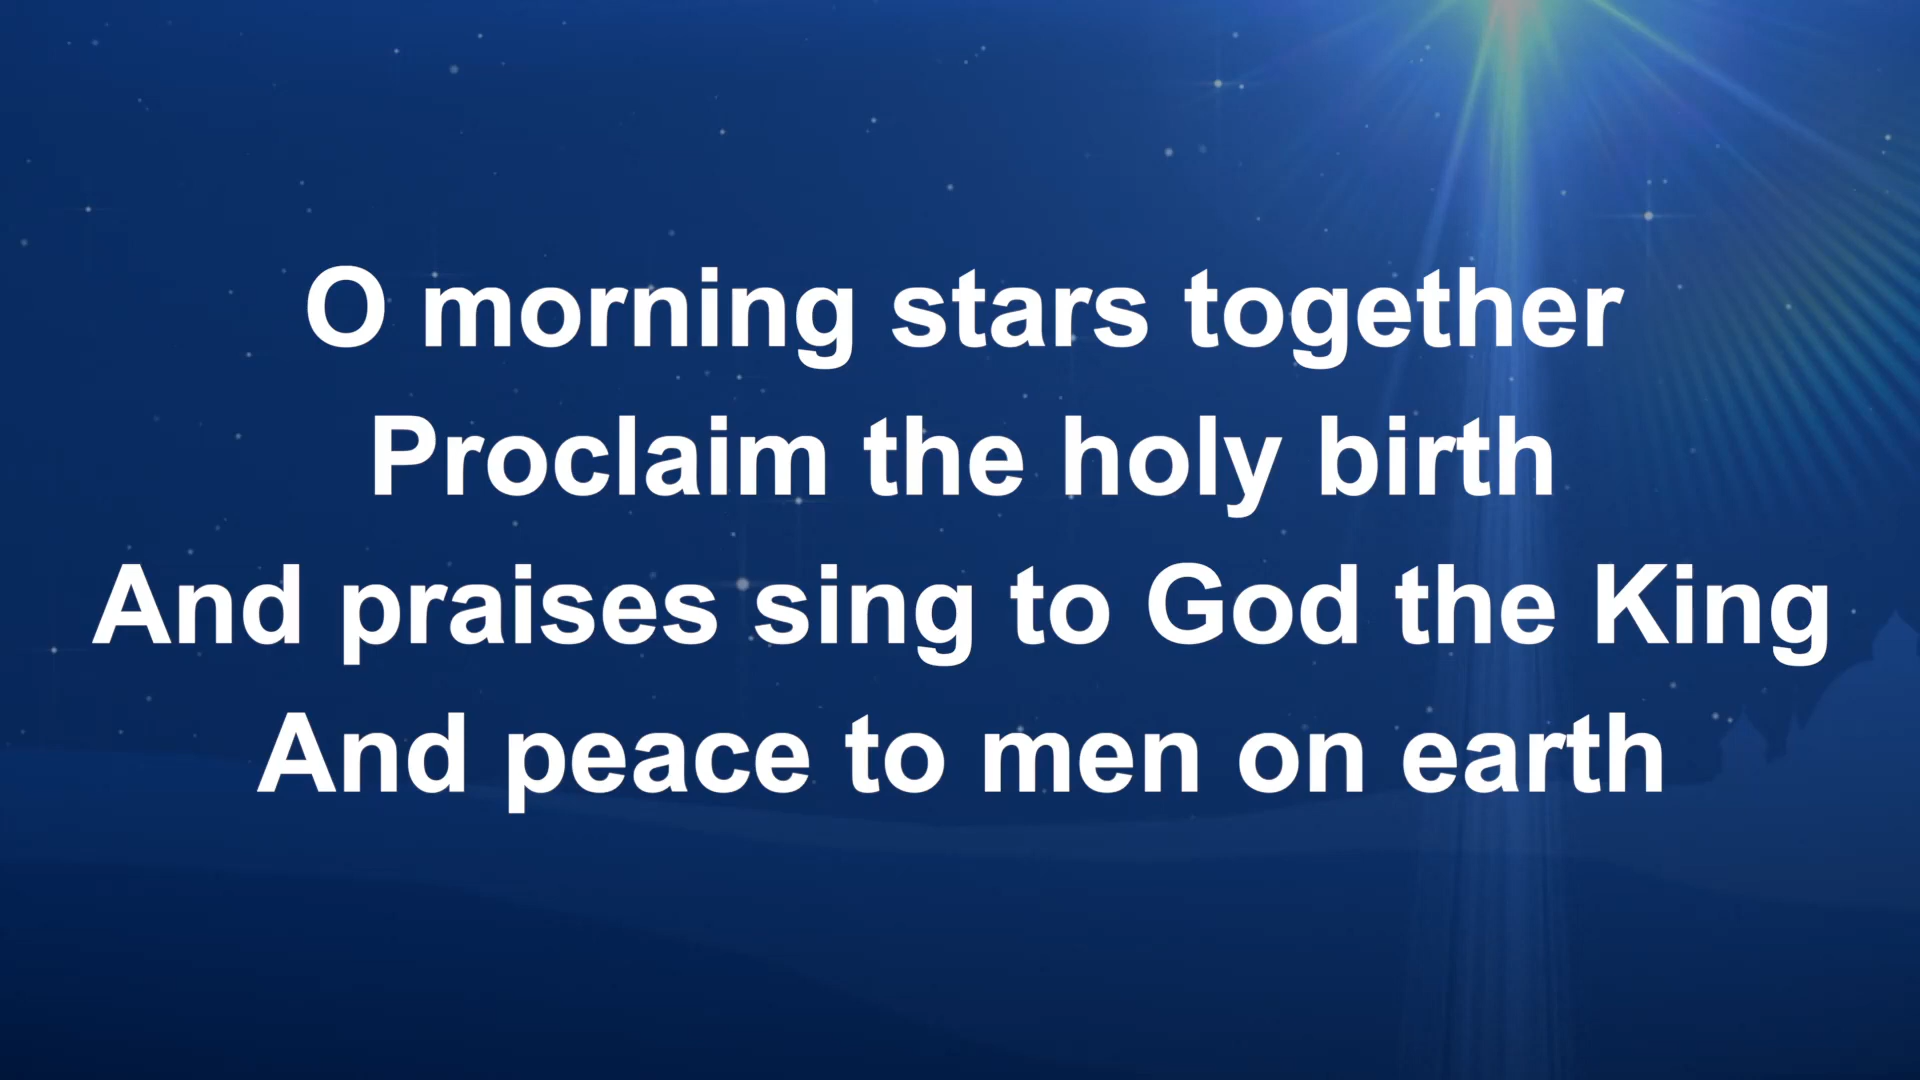 O morning stars together
Proclaim the holy birth
And praises sing to God the King
And peace to men on earth